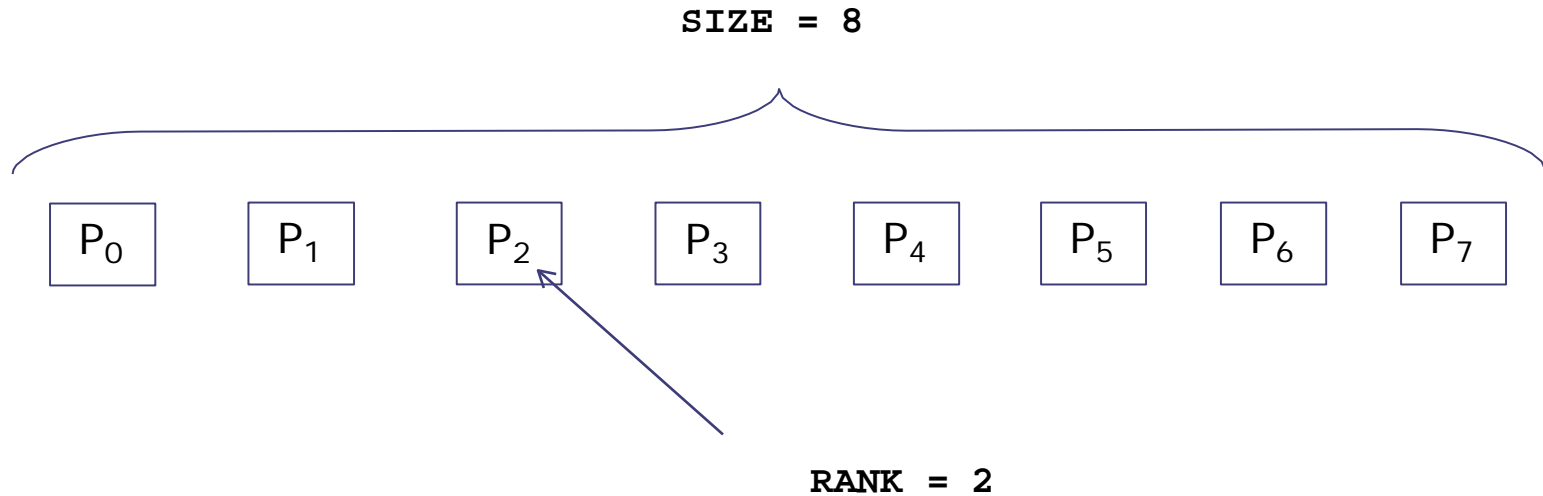 SIZE = 8
P₀ P₁ P₂ P₃ P₄ P₅ P₆ P₇
RANK = 2